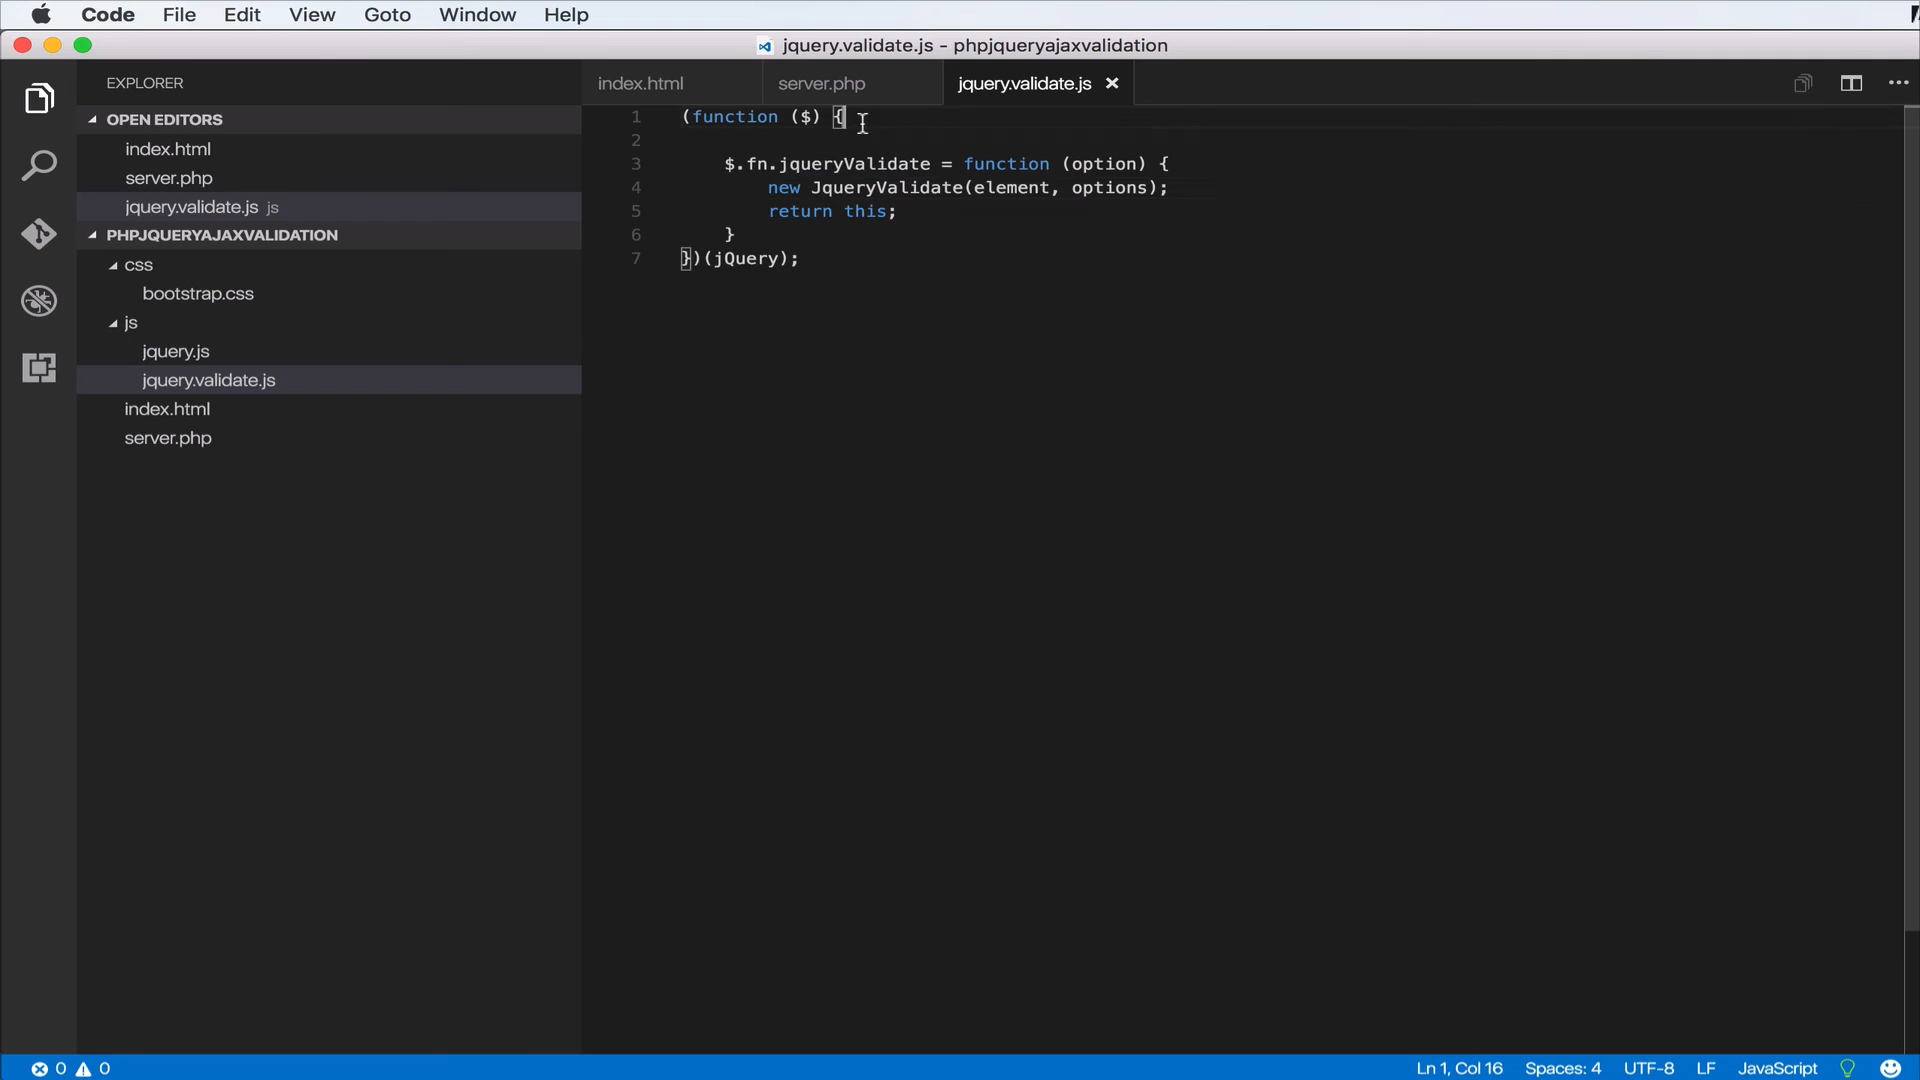 Code File Edit View Goto Window Help
jquery.validate.js - phpjqueryajaxvalidation
EXPLORER
OPEN EDITORS
index.html
server.php
jquery.validate.js js
PHPJQUERYAJAXVALIDATION
css
bootstrap.css
js
jquery.js
jquery.validate.js
index.html
server.php
index.html server.php jquery.validate.js
1 (function ($) {
2
3 $.fn.jqueryValidate = function (option) {
4 new JqueryValidate(element, options);
5 return this;
6 }
7 })(jQuery);
0 0 Ln 1, Col 16 Spaces: 4 UTF-8 LF JavaScript